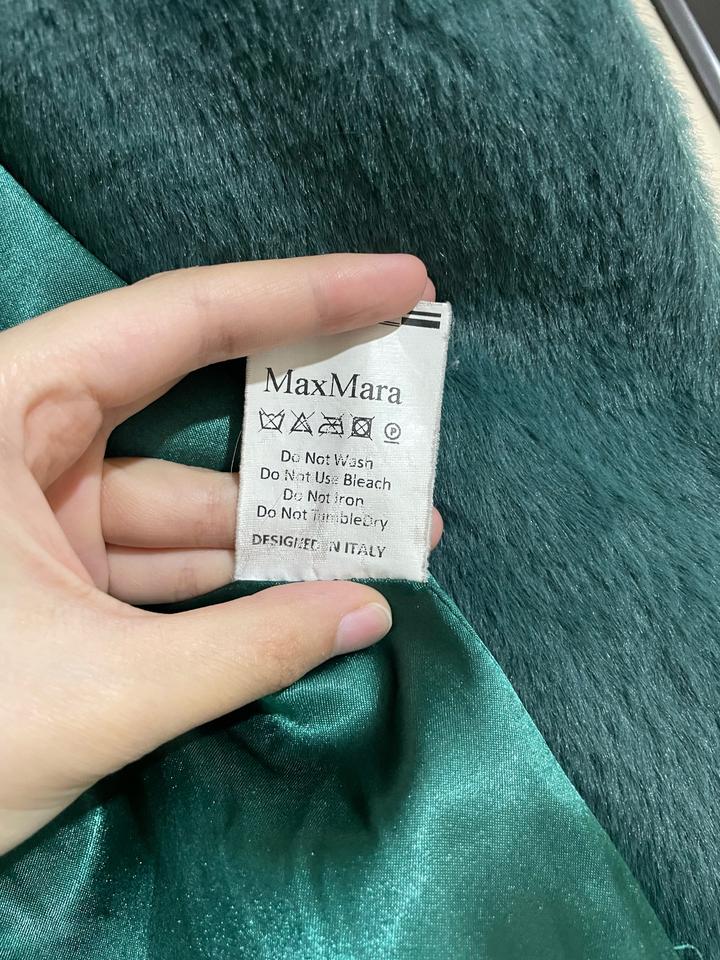 MaxMara
P
Do Not Wash
Do Not Use Bleach
Do Not Iron
Do Not TumbleDry
DESIGNED IN ITALY